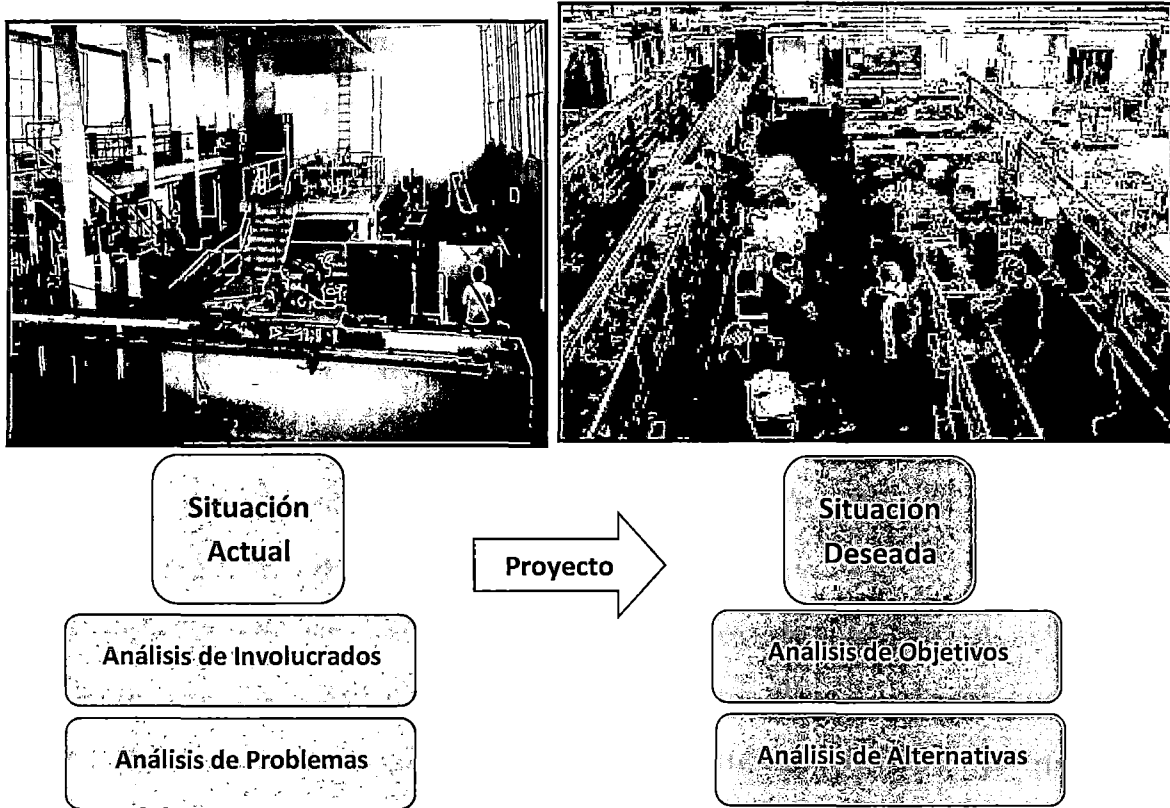 Situación
Actual
Proyecto
Situación
Deseada
Análisis de Involucrados
Análisis de Objetivos
Análisis de Problemas
Análisis de Alternativas